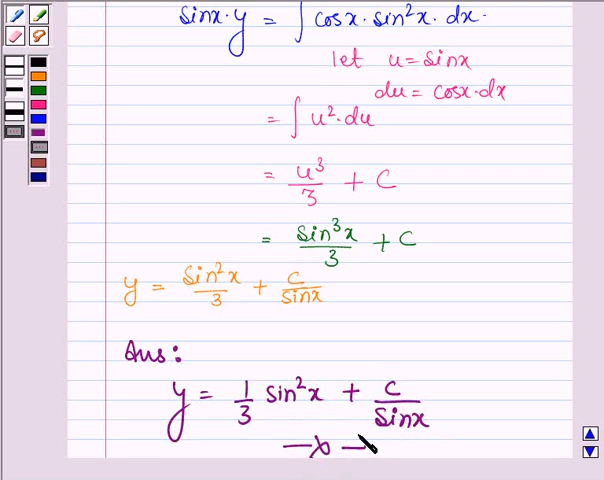 sinx·y = ∫ cosx·sin²x·dx.
let u = sinx
du = cosx·dx
= ∫ u²·du
= u³/3 + C
= sin³x/3 + C
y = sin²x/3 + C/sinx
Ans:
y = 1/3 sin²x + C/sinx